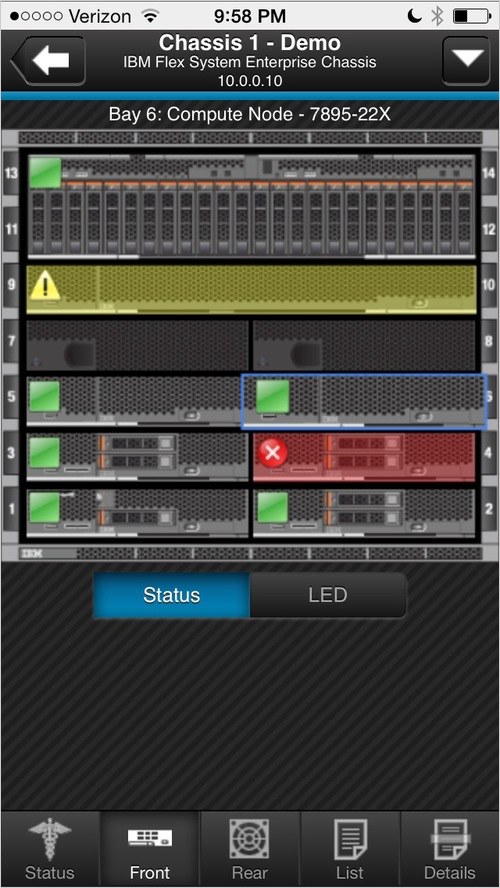 Verizon 9:58 PM
Chassis 1 - Demo
IBM Flex System Enterprise Chassis
10.0.0.10
Bay 6: Compute Node - 7895-22X
13 14
11 12
9 10
7 8
5 6
3 4
1 2
IBM
Status LED
Status Front Rear List Details